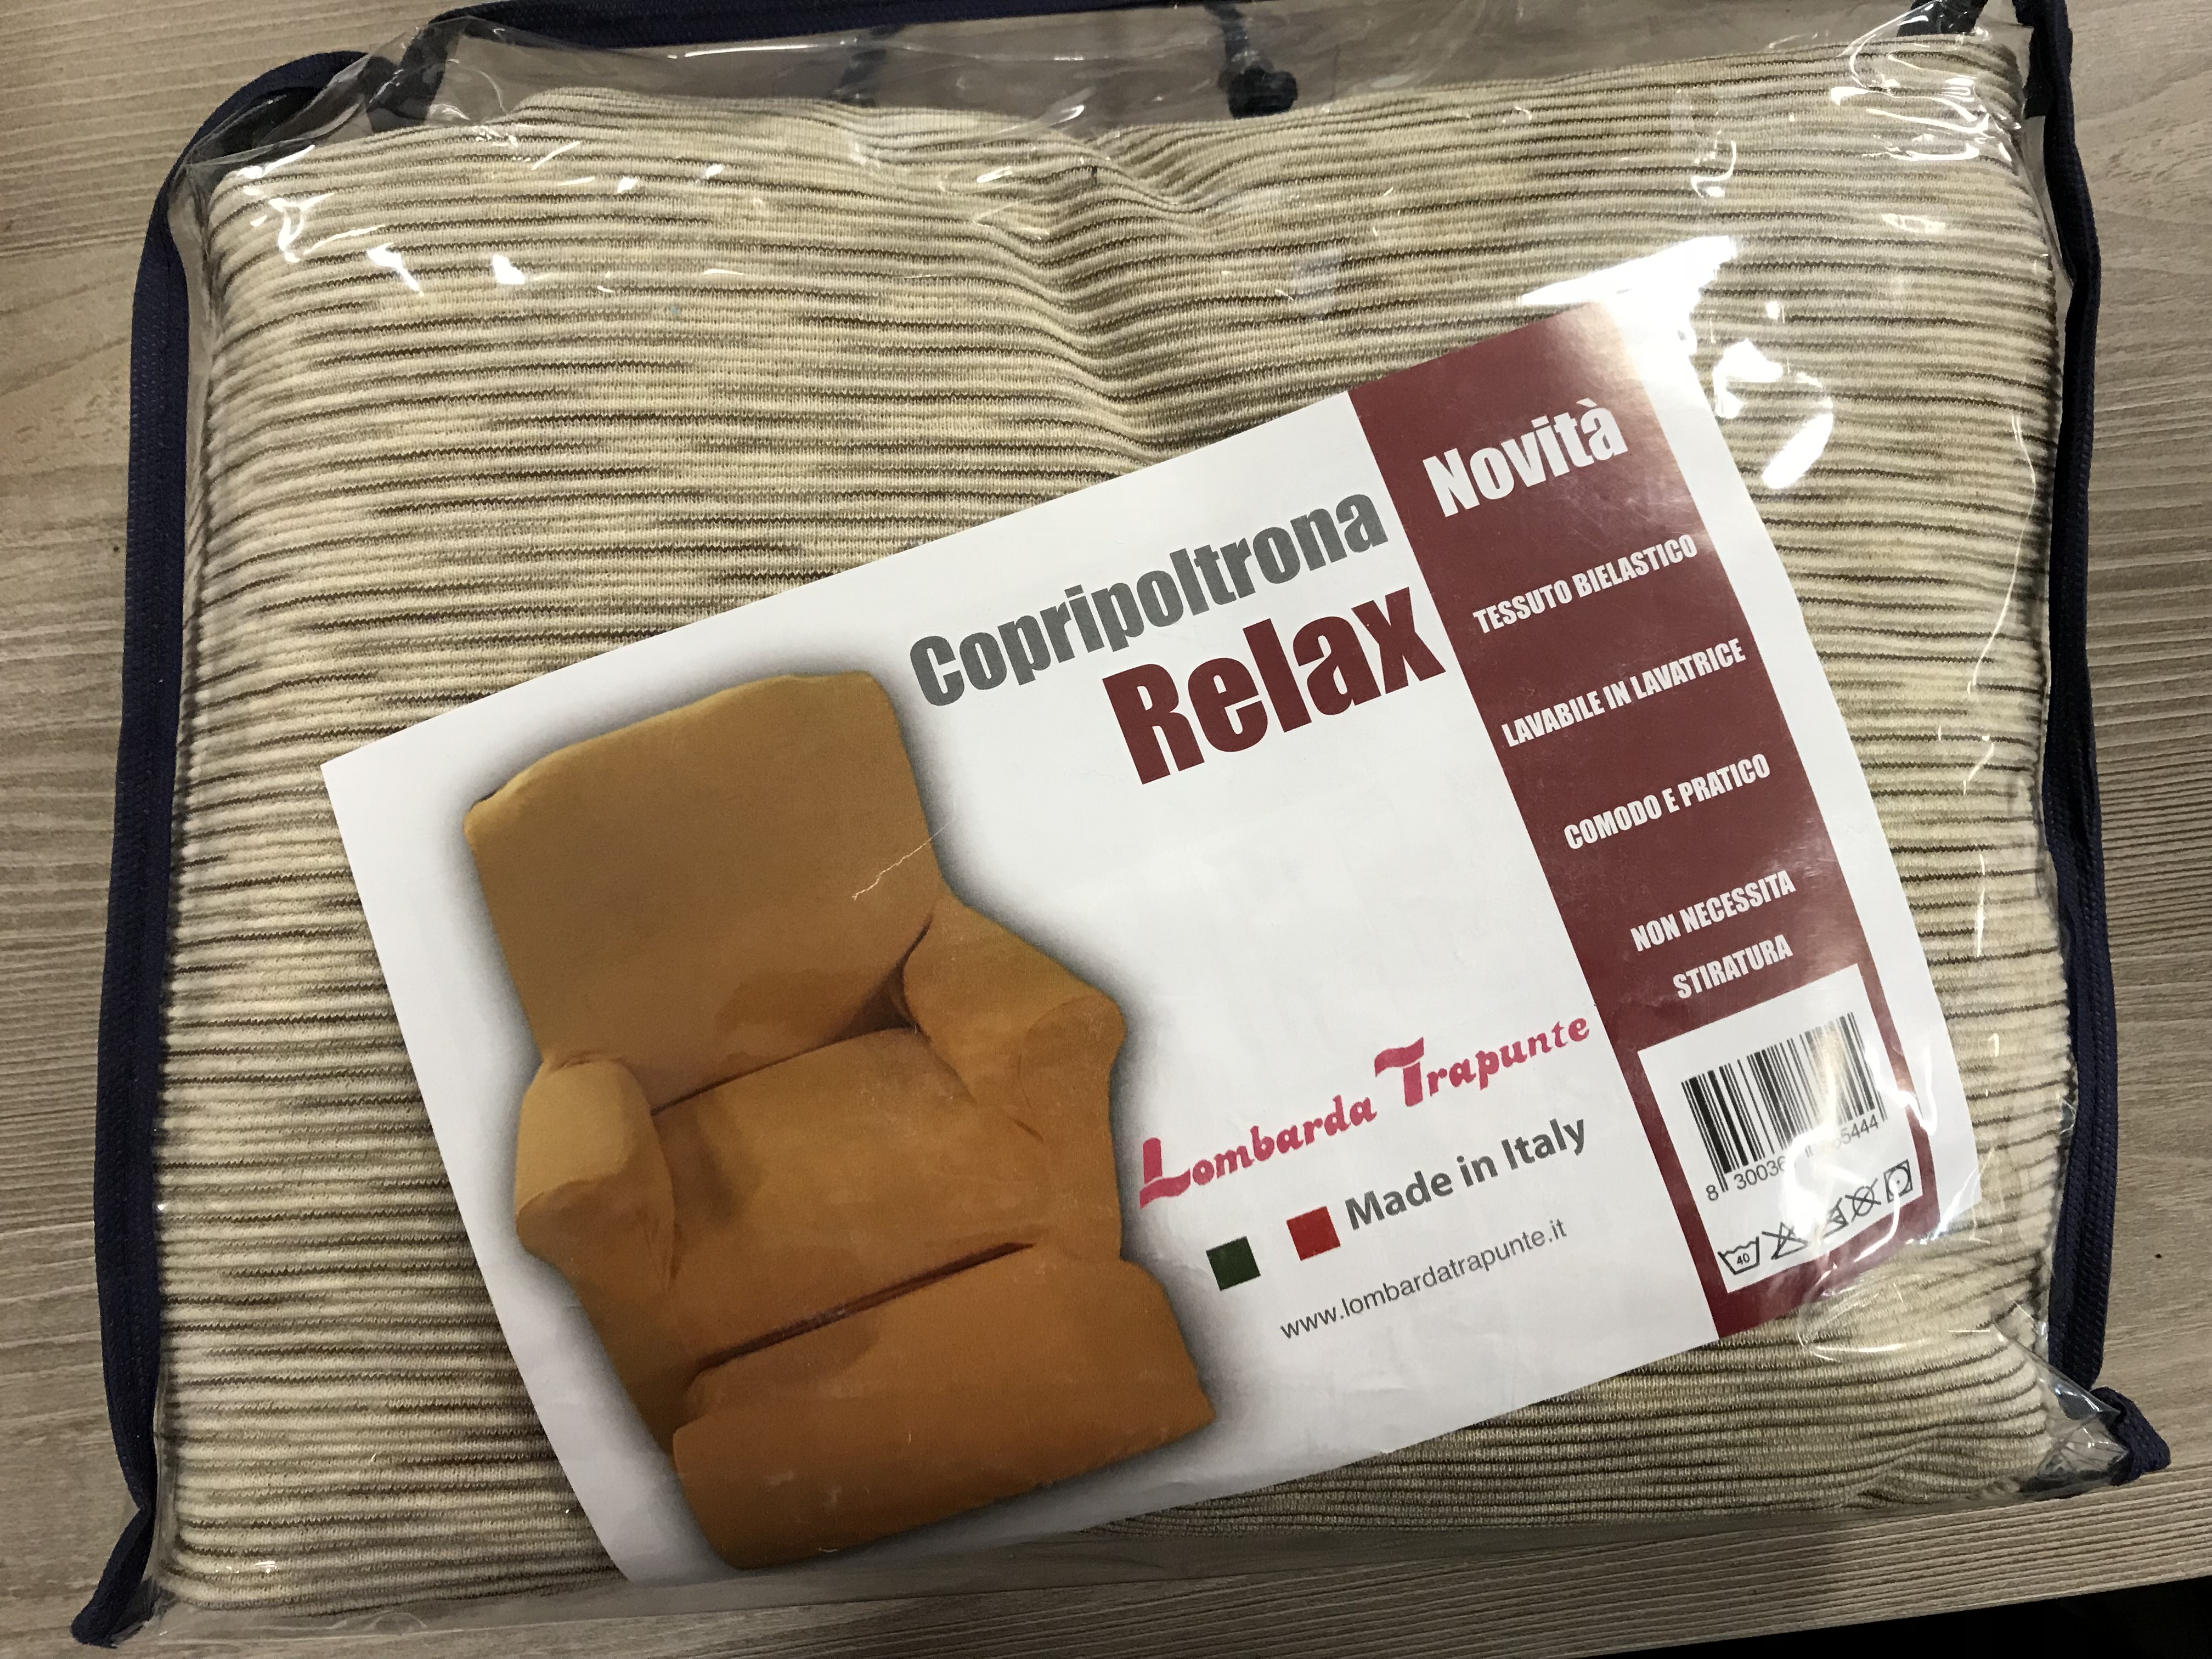 Copripoltrona
Relax
Novità
TESSUTO BIELASTICO
LAVABILE IN LAVATRICE
COMODO E PRATICO
NON NECESSITA
STIRATURA
Lombarda Trapunte
Made in Italy
www.lombardatrapunte.it
40